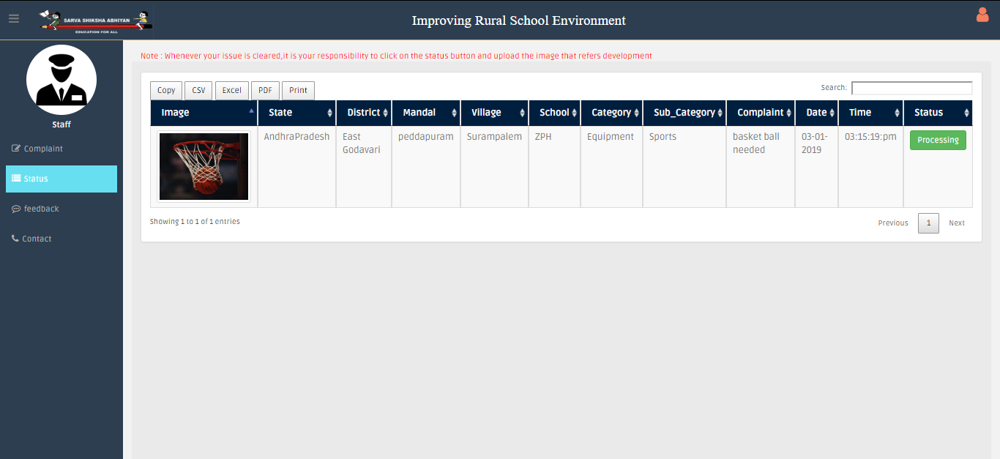 SARVA SHIKSHA ABHIYAN
EDUCATION FOR ALL
Improving Rural School Environment
Staff
Complaint
Status
feedback
Contact
Note : Whenever your issue is cleared,it is your responsibility to click on the status button and upload the image that refers development
Copy CSV Excel PDF Print Search:
Image State District Mandal Village School Category Sub_Category Complaint Date Time Status
AndhraPradesh East peddapuram Surampalem ZPH Equipment Sports basket ball 03-01- 03:15:19:pm Processing
Godavari needed 2019
Showing 1 to 1 of 1 entries Previous 1 Next